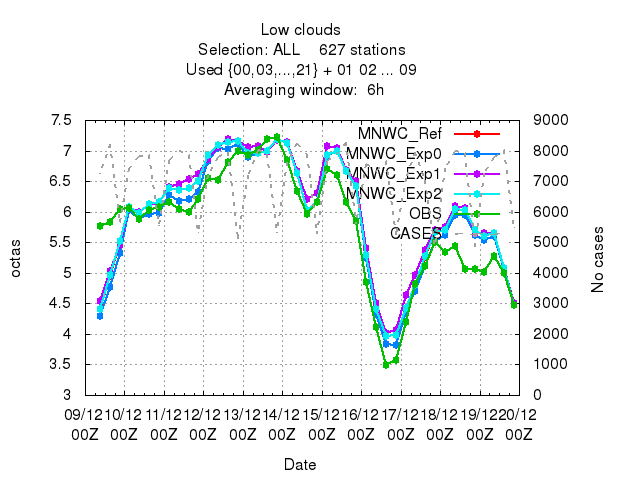 Low clouds
Selection: ALL 627 stations
Used {00,03,...,21} + 01 02 ... 09
Averaging window: 6h
7.5 9000
7 8000
6.5 7000
6 6000
5.5 5000
5 4000
4.5 3000
4 2000
3.5 1000
3 0
MNWC_Ref
MNWC_Exp0
MNWC_Exp1
MNWC_Exp2
OBS
CASES
octas
No cases
09/12 10/12 11/12 12/12 13/12 14/12 15/12 16/12 17/12 18/12 19/12 20/12
00Z 00Z 00Z 00Z 00Z 00Z 00Z 00Z 00Z 00Z 00Z 00Z
Date